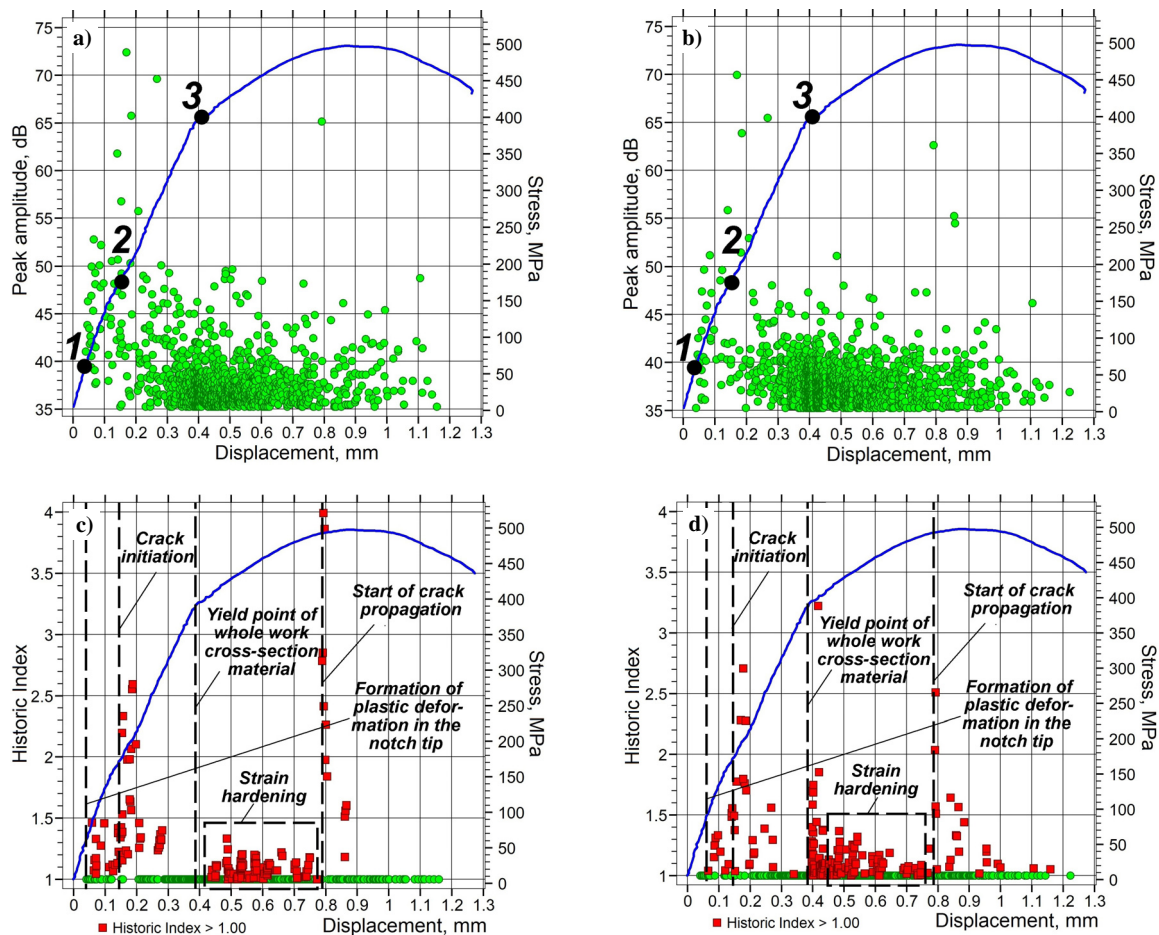 a)
75
70
65
60
55
50
45
40
35
Peak amplitude, dB
500
450
400
350
300
250
200
150
100
50
0
Stress, MPa
1
2
3
0 0.1 0.2 0.3 0.4 0.5 0.6 0.7 0.8 0.9 1 1.1 1.2 1.3
Displacement, mm
b)
75
70
65
60
55
50
45
40
35
Peak amplitude, dB
500
450
400
350
300
250
200
150
100
50
0
Stress, MPa
1
2
3
0 0.1 0.2 0.3 0.4 0.5 0.6 0.7 0.8 0.9 1 1.1 1.2 1.3
Displacement, mm
c)
4
3.5
3
2.5
2
1.5
1
Historic Index
500
450
400
350
300
250
200
150
100
50
0
Stress, MPa
Crack
initiation
Yield point of
whole work
cross-section
material
Start of crack
propagation
Formation of
plastic defor-
mation in the
notch tip
Strain
hardening
0 0.1 0.2 0.3 0.4 0.5 0.6 0.7 0.8 0.9 1 1.1 1.2 1.3
Displacement, mm
Historic Index > 1.00
d)
4
3.5
3
2.5
2
1.5
1
Historic Index
500
450
400
350
300
250
200
150
100
50
0
Stress, MPa
Crack
initiation
Yield point of
whole work
cross-section
material
Start of crack
propagation
Formation of
plastic defor-
mation in the
notch tip
Strain
hardening
0 0.1 0.2 0.3 0.4 0.5 0.6 0.7 0.8 0.9 1 1.1 1.2 1.3
Displacement, mm
Historic Index > 1.00